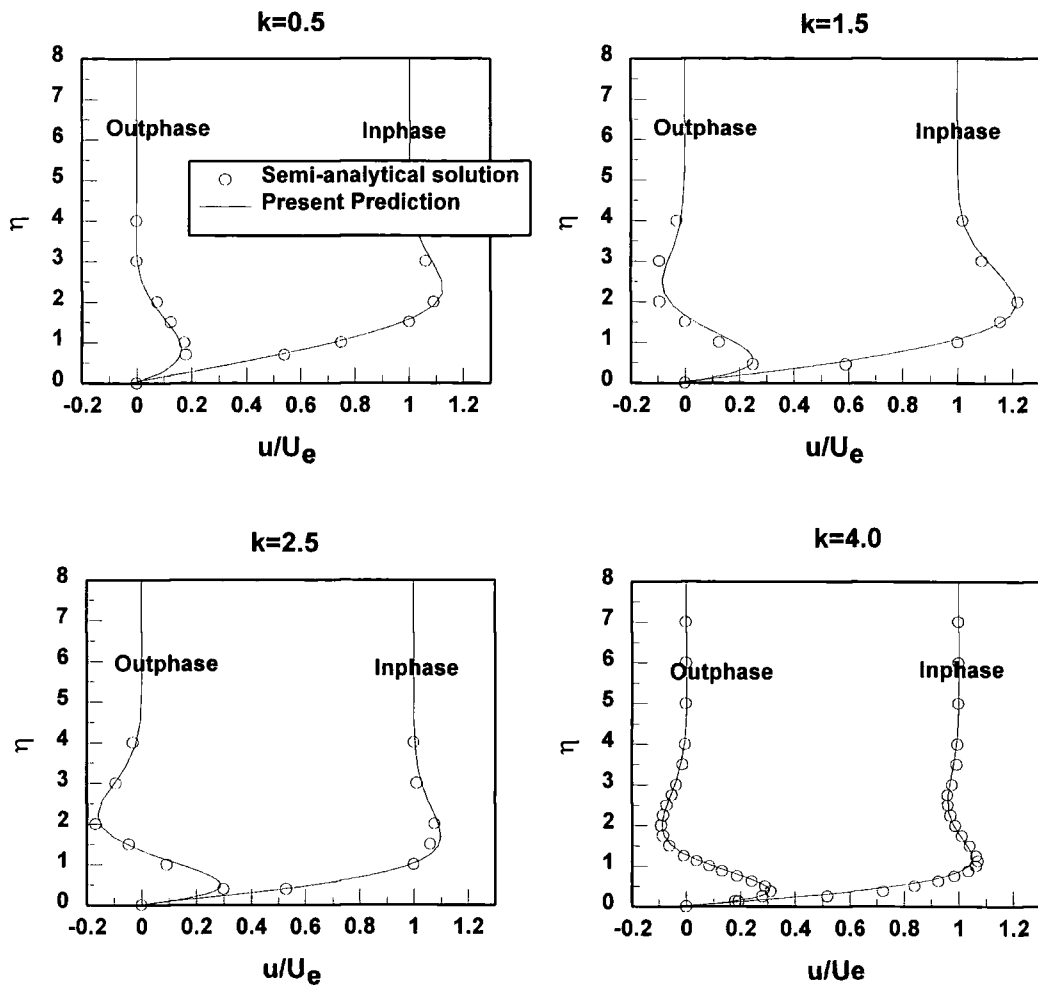 k=0.5
8
7
6
5
4
3
2
1
0
η
Outphase
Inphase
Semi-analytical solution
Present Prediction
-0.2 0 0.2 0.4 0.6 0.8 1 1.2
u/Ue
k=1.5
8
7
6
5
4
3
2
1
0
η
Outphase
Inphase
-0.2 0 0.2 0.4 0.6 0.8 1 1.2
u/Ue
k=2.5
8
7
6
5
4
3
2
1
0
η
Outphase
Inphase
-0.2 0 0.2 0.4 0.6 0.8 1 1.2
u/Ue
k=4.0
8
7
6
5
4
3
2
1
0
η
Outphase
Inphase
-0.2 0 0.2 0.4 0.6 0.8 1 1.2
u/Ue